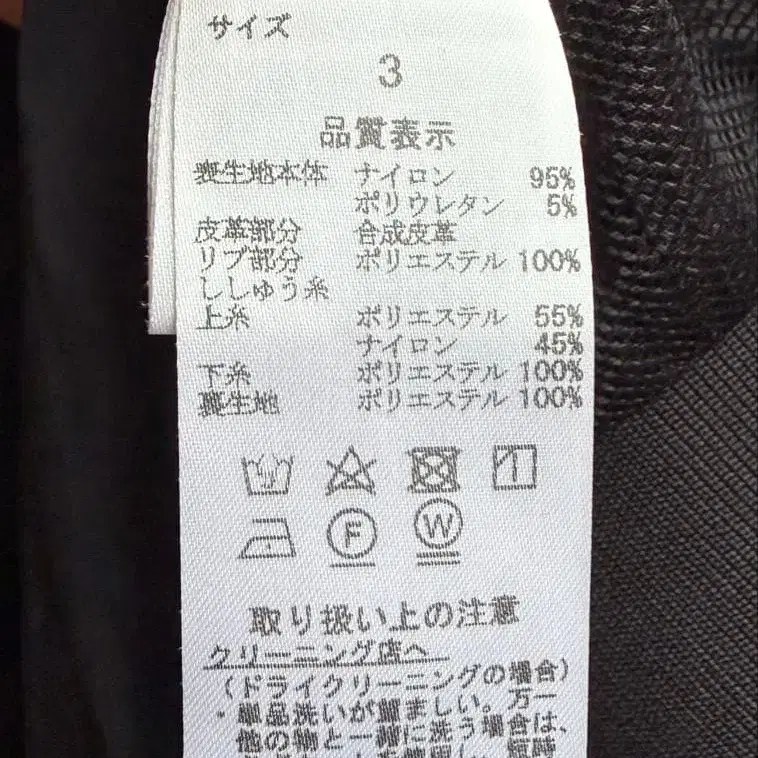 サイズ
3
品質表示
表生地本体 ナイロン 95%
ポリウレタン 5%
皮革部分 合成皮革
リブ部分 ポリエステル 100%
ししゅう糸
上糸 ポリエステル 55%
ナイロン 45%
下糸 ポリエステル 100%
裏生地 ポリエステル 100%
F W
取り扱い上の注意
クリーニング店へ
(ドライクリーニングの場合)
・単品洗いが望ましい。万一
他の物と一緒に洗う場合は、
短時